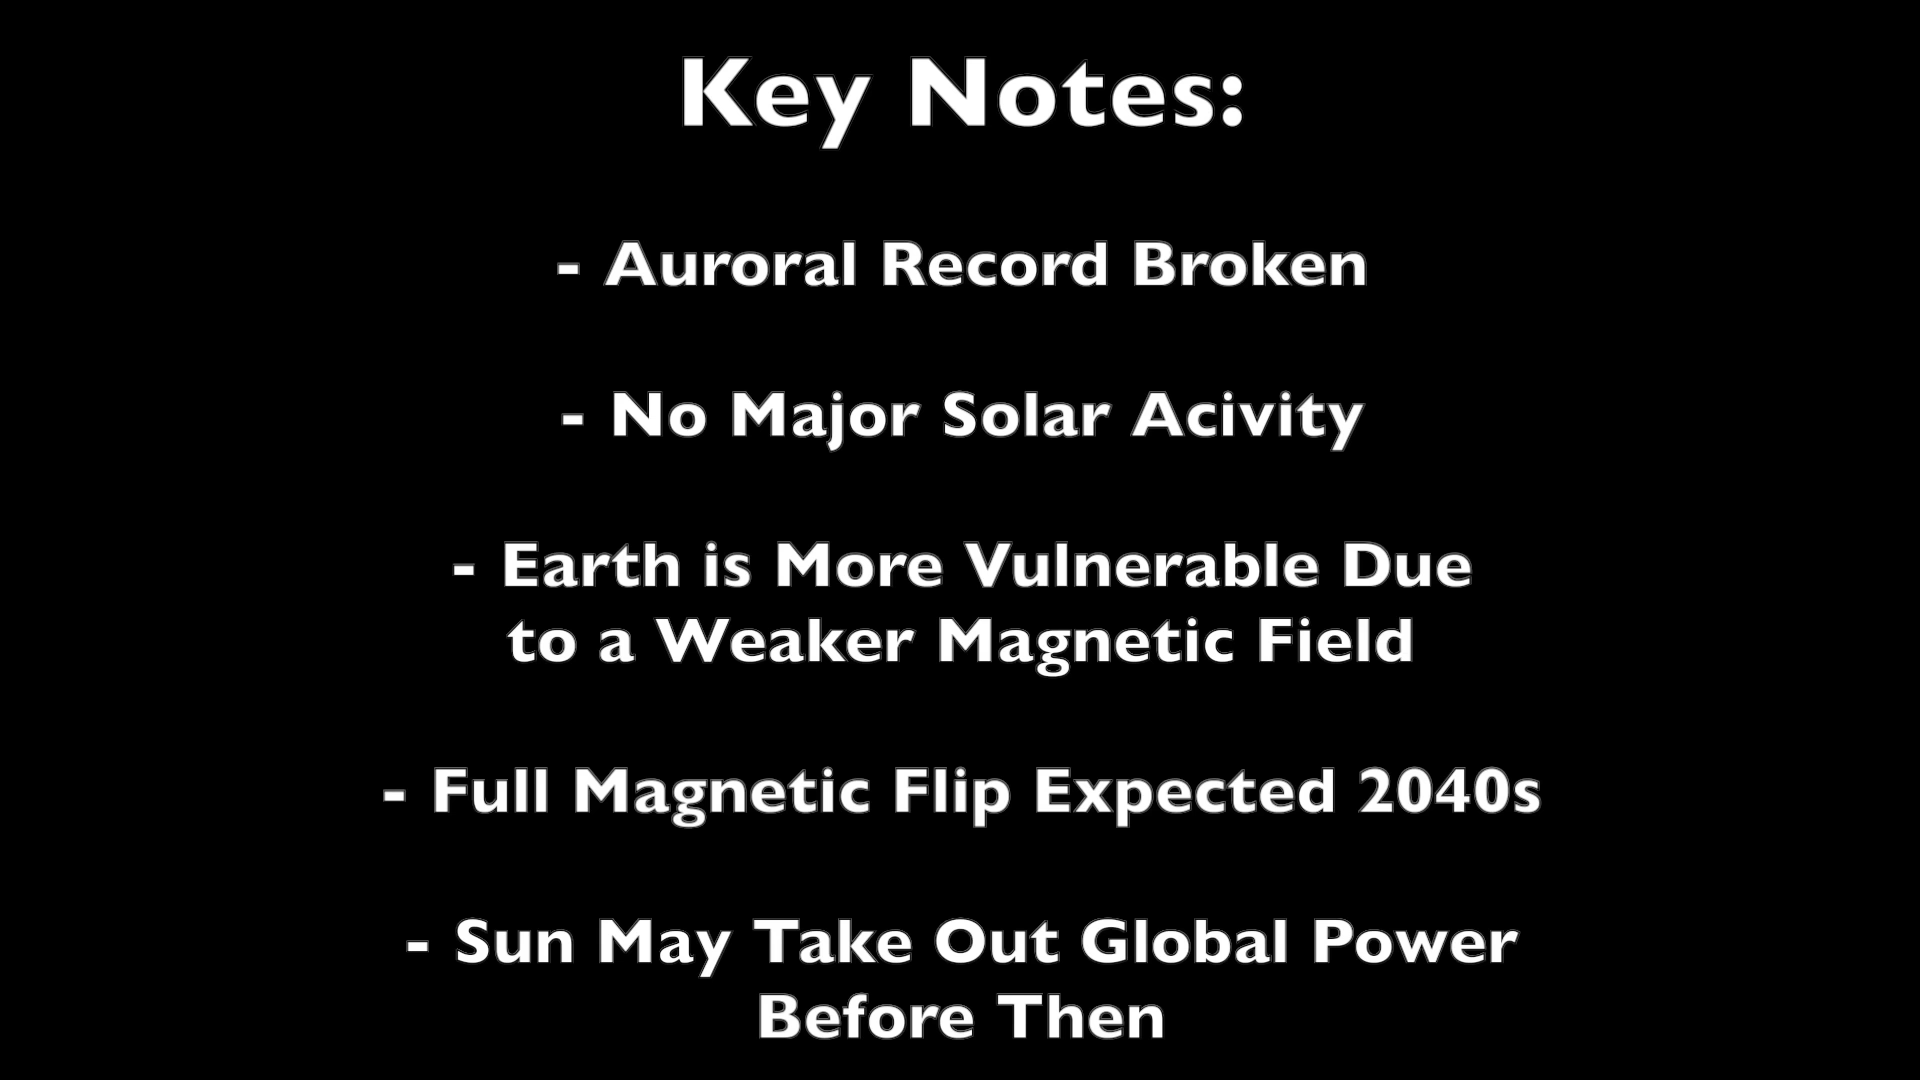 Key Notes:
- Auroral Record Broken
- No Major Solar Acivity
- Earth is More Vulnerable Due
to a Weaker Magnetic Field
- Full Magnetic Flip Expected 2040s
- Sun May Take Out Global Power
Before Then